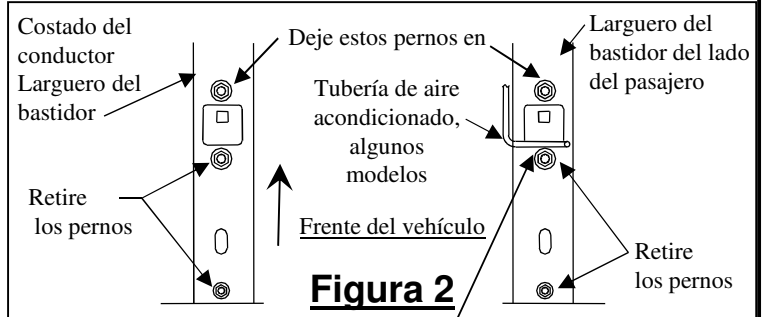 Costado del
conductor
Larguero del
bastidor
Deje estos pernos en
Larguero del
bastidor del lado
del pasajero
Tubería de aire
acondicionado,
algunos
modelos
Retire
los pernos
Frente del vehículo
Retire
los pernos
Figura 2